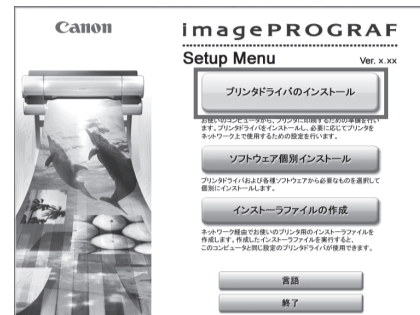 Canon
imagePROGRAF
Setup Menu
Ver. x.xx
プリンタドライバのインストール
お使いのコンピュータから、プリンタに印刷するための準備を行い
ます。プリンタドライバをインストールし、必要に応じてプリンタを
ネットワーク上で使用するための設定を行います。
ソフトウェア個別インストール
プリンタドライバおよび各種ソフトウェアから必要なものを選択して
個別にインストールします。
インストーラファイルの作成
ネットワーク経由でお使いのプリンタ用のインストーラファイルを
作成します。作成したインストーラファイルを実行すると、
このコンピュータと同じ設定のプリンタドライバが使用できます。
言語
終了